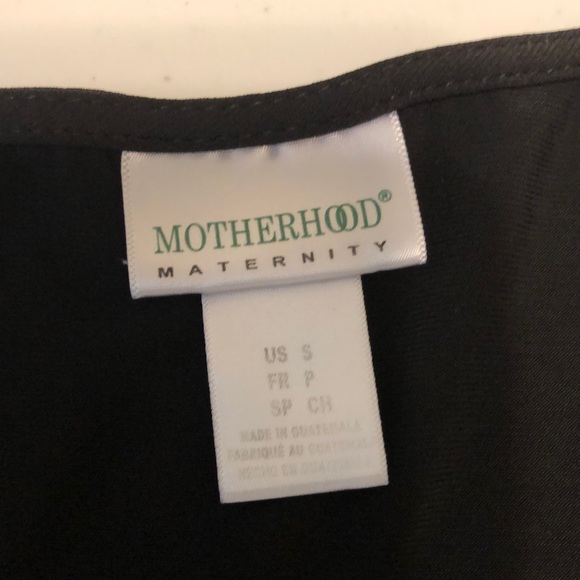 MOTHERHOOD®
MATERNITY
US S
FR P
SP CH
MADE IN GUATEMALA
FABRIQUÉ AU GUATEMALA
HECHO EN GUATEMALA